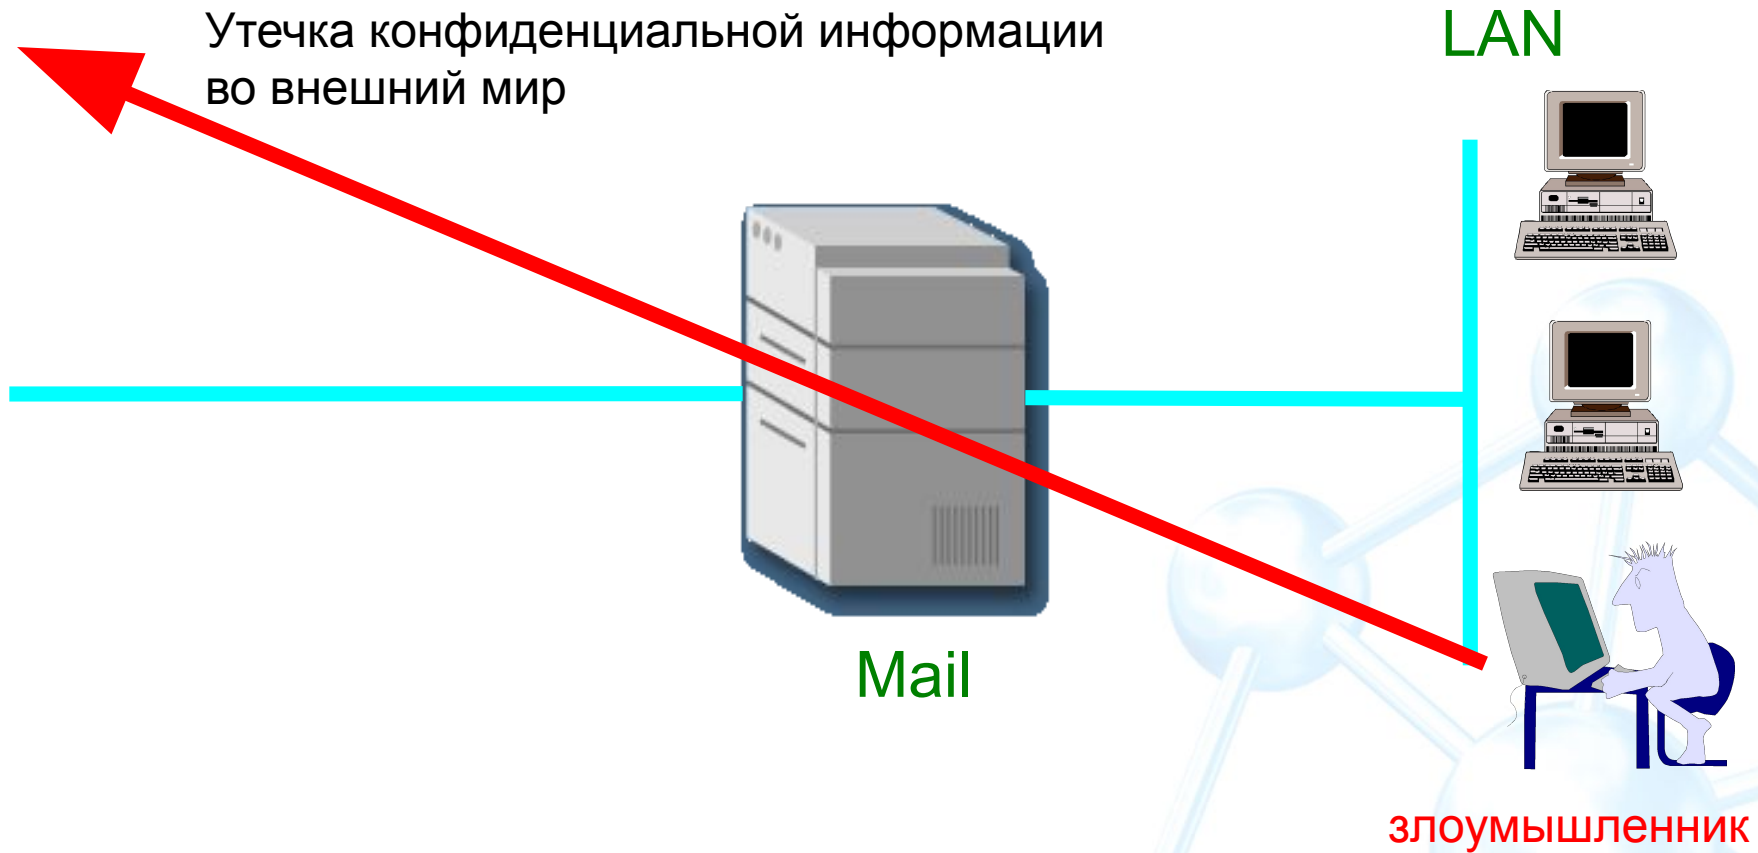 Утечка конфиденциальной информации
во внешний мир
LAN
Mail
злоумышленник